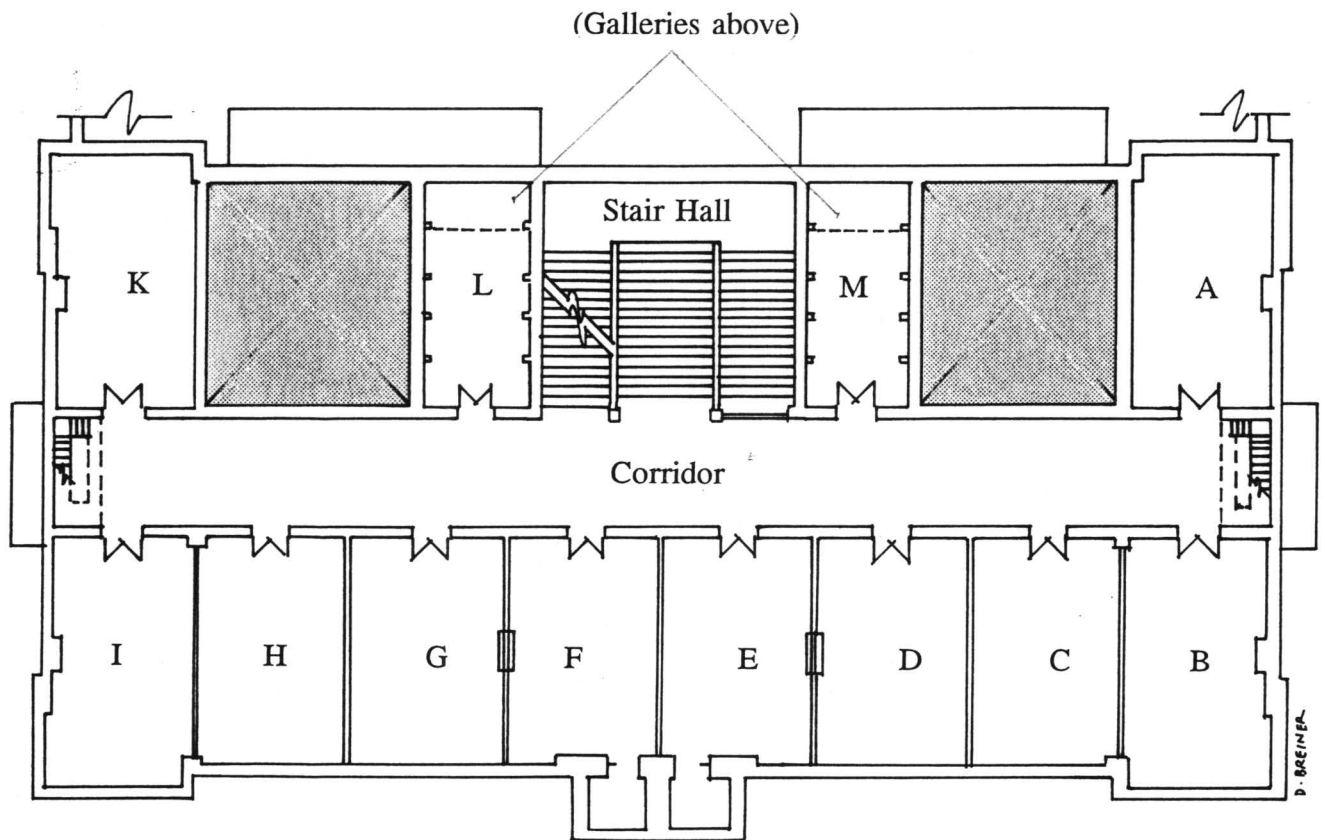 (Galleries above)
Stair Hall
K
L
M
A
Corridor
I
H
G
F
E
D
C
B
D. BREINER